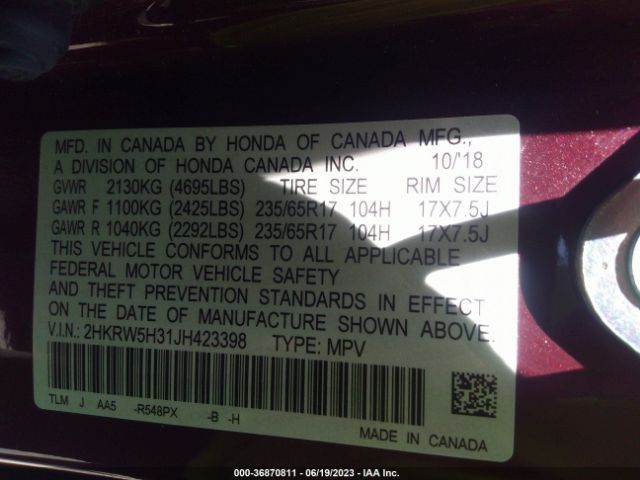 MFD. IN CANADA BY HONDA OF CANADA MFG.,
A DIVISION OF HONDA CANADA INC. 10/'18
GVWR 2130KG (4695LBS) TIRE SIZE RIM SIZE
GAWR F 1100KG (2425LBS) 235/65R17 104H 17X7.5J
GAWR R 1040KG (2292LBS) 235/65R17 104H 17X7.5J
THIS VEHICLE CONFORMS TO ALL APPLICABLE
FEDERAL MOTOR VEHICLE SAFETY
AND THEFT PREVENTION STANDARDS IN EFFECT
ON THE DATE OF MANUFACTURE SHOWN ABOVE.
V.I.N.: 2HKRW5H31JH423398 TYPE: MPV
TLM J AA5 -R548PX -B -H
MADE IN CANADA
000-36870811 - 06/19/2023 - IAA Inc.